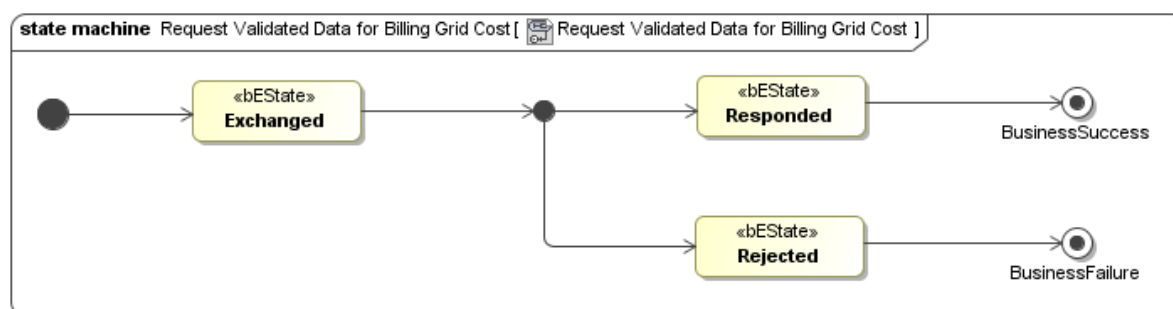 state machine Request Validated Data for Billing Grid Cost [ Request Validated Data for Billing Grid Cost ]
«bEState»
Exchanged
«bEState»
Responded
BusinessSuccess
«bEState»
Rejected
BusinessFailure